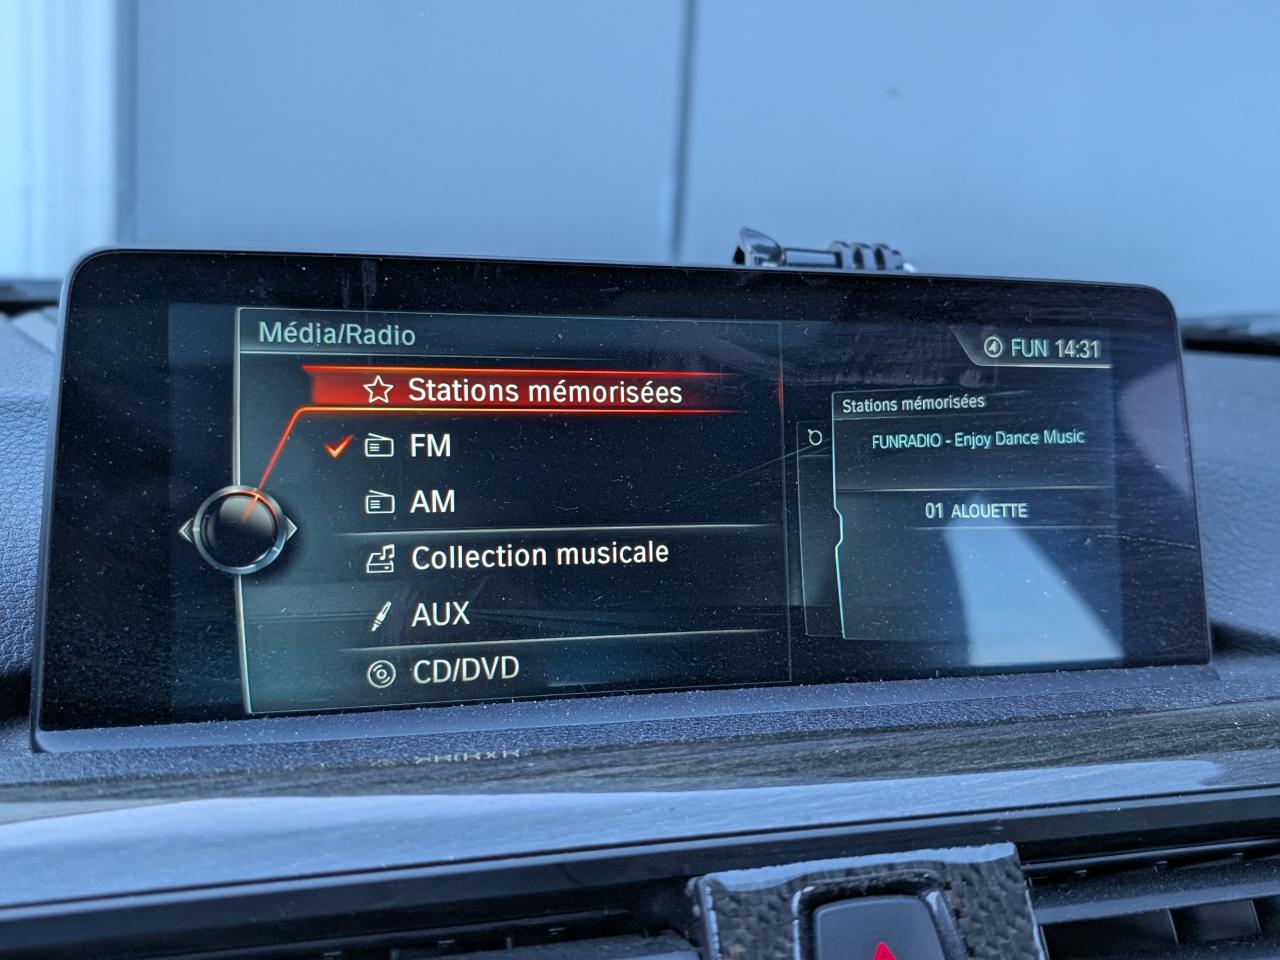 Média/Radio
FUN 14:31
Stations mémorisées
FM
AM
Collection musicale
AUX
CD/DVD
Stations mémorisées
FUNRADIO - Enjoy Dance Music
01 ALOUETTE